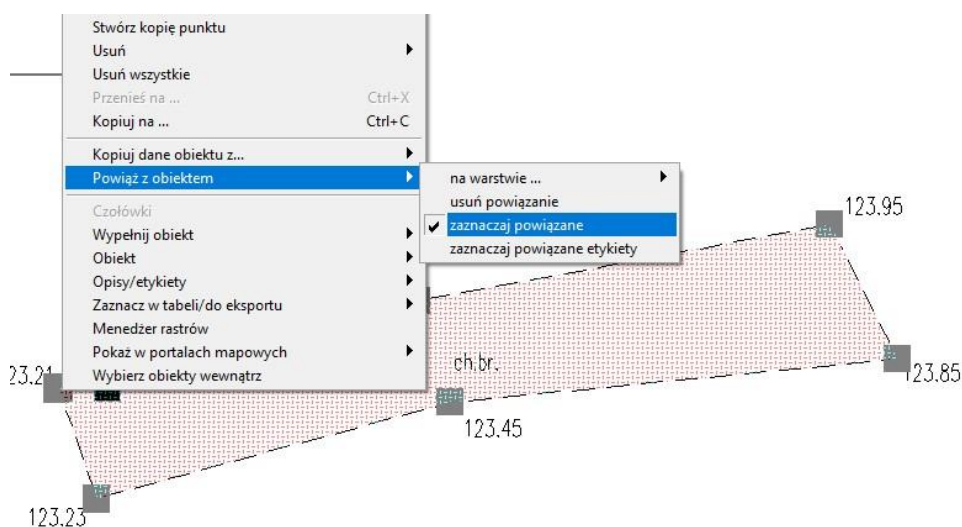 Stwórz kopię punktu
Usuń
Usuń wszystkie
Przenieś na ... Ctrl+X
Kopiuj na ... Ctrl+C
Kopiuj dane obiektu z...
Powiąż z obiektem
na warstwie ...
usuń powiązanie
zaznaczaj powiązane
zaznaczaj powiązane etykiety
Czołówki
Wypełnij obiekt
Obiekt
Opisy/etykiety
Zaznacz w tabeli/do eksportu
Menedżer rastrów
Pokaż w portalach mapowych
Wybierz obiekty wewnątrz
123.95
ch.br.
23.21
123.85
123.45
123.23